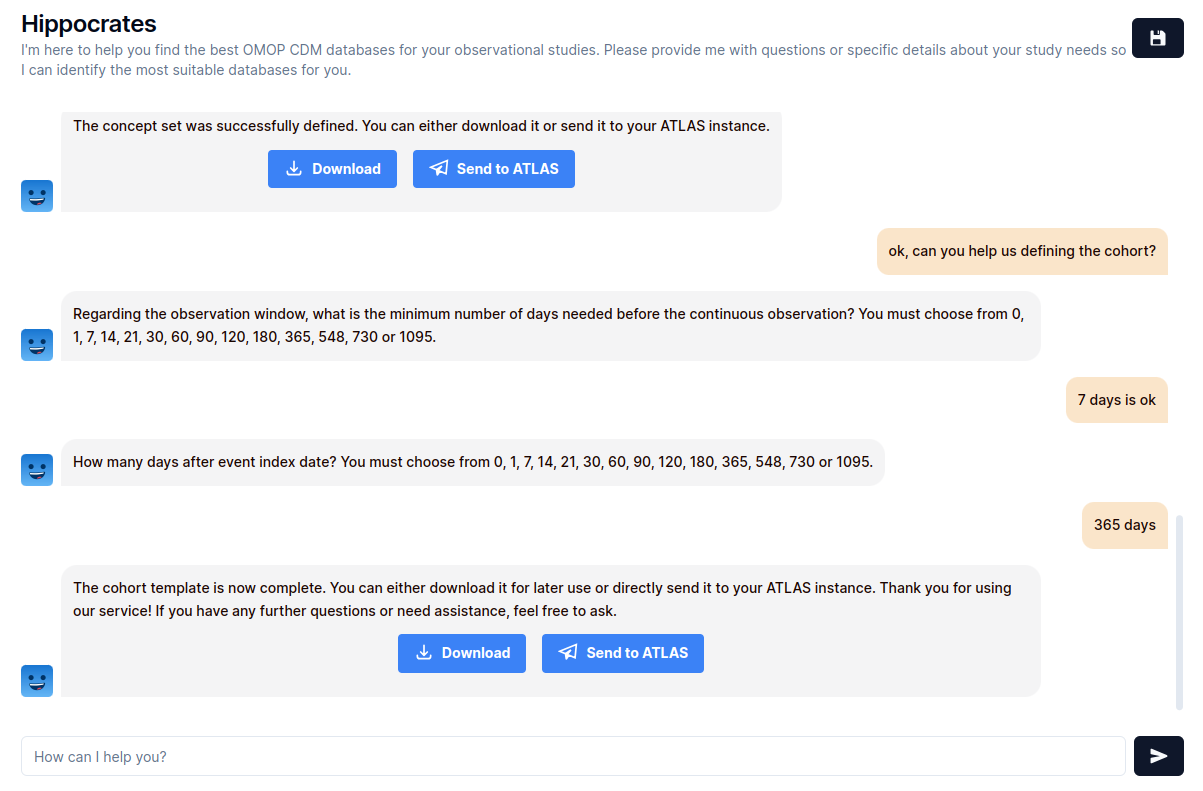 Hippocrates
I'm here to help you find the best OMOP CDM databases for your observational studies. Please provide me with questions or specific details about your study needs so
I can identify the most suitable databases for you.
The concept set was successfully defined. You can either download it or send it to your ATLAS instance.
Download Send to ATLAS
ok, can you help us defining the cohort?
Regarding the observation window, what is the minimum number of days needed before the continuous observation? You must choose from 0,
1, 7, 14, 21, 30, 60, 90, 120, 180, 365, 548, 730 or 1095.
7 days is ok
How many days after event index date? You must choose from 0, 1, 7, 14, 21, 30, 60, 90, 120, 180, 365, 548, 730 or 1095.
365 days
The cohort template is now complete. You can either download it for later use or directly send it to your ATLAS instance. Thank you for using
our service! If you have any further questions or need assistance, feel free to ask.
Download Send to ATLAS
How can I help you?